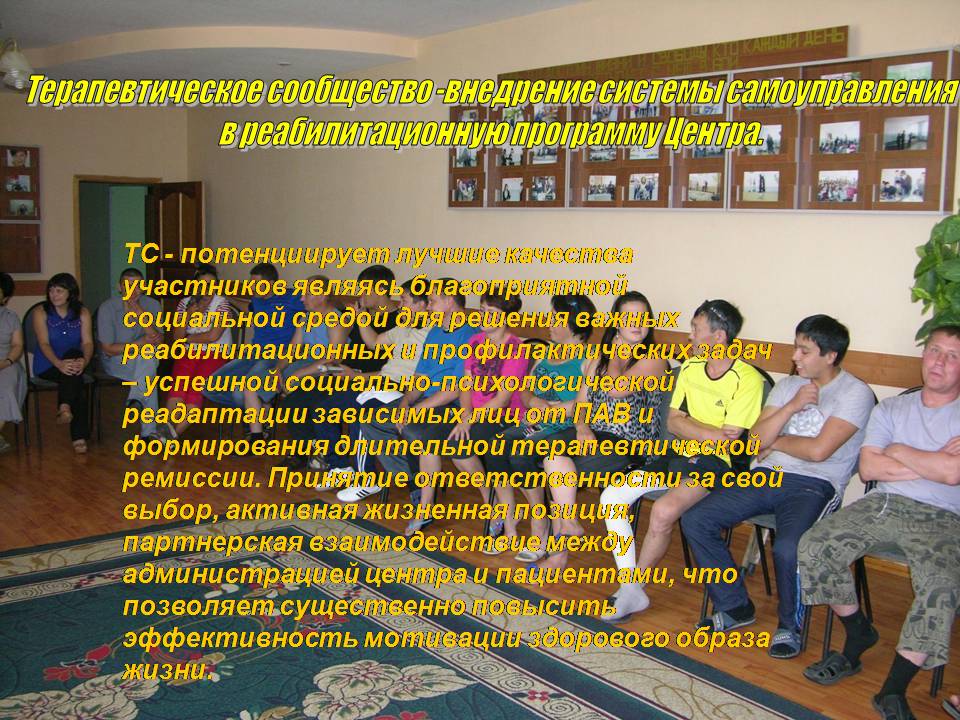 КТО КАЖДЫЙ ДЕНЬ
Терапевтическое сообщество -внедрение системы самоуправления
в реабилитационную программу Центра.
ТС - потенциирует лучшие качества
участников являясь благоприятной
социальной средой для решения важных
реабилитационных и профилактических задач
– успешной социально-психологической
реадаптации зависимых лиц от ПАВ и
формирования длительной терапевтической
ремиссии. Принятие ответственности за свой
выбор, активная жизненная позиция,
партнерская взаимодействие между
администрацией центра и пациентами, что
позволяет существенно повысить
эффективность мотивации здорового образа
жизни.